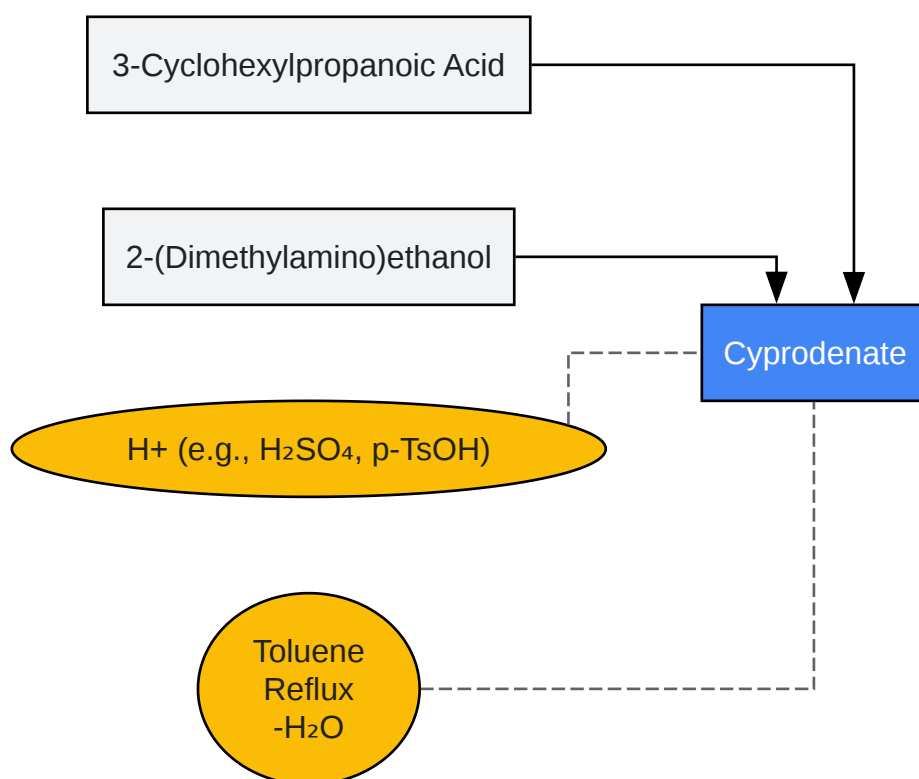 3-Cyclohexylpropanoic Acid
2-(Dimethylamino)ethanol
Cyprodenate
H+ (e.g., H₂SO₄, p-TsOH)
Toluene
Reflux
-H₂O